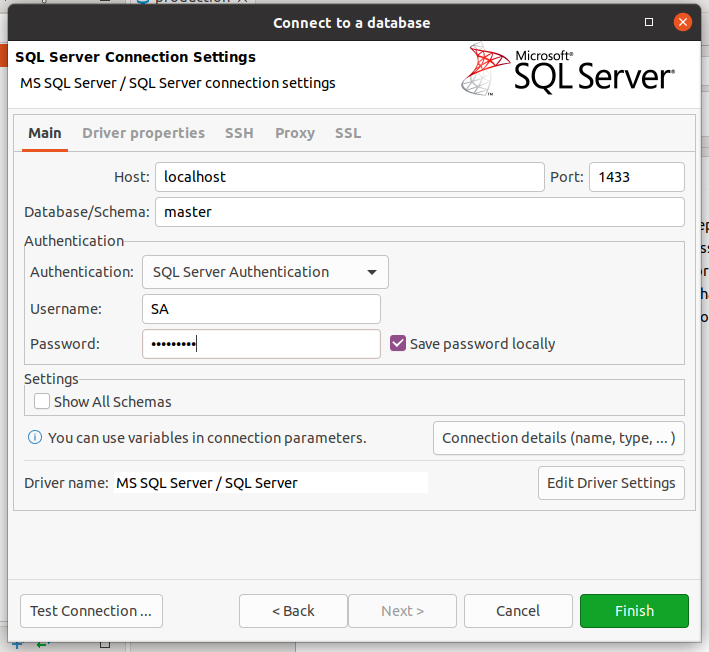 production
Connect to a database
SQL Server Connection Settings
MS SQL Server / SQL Server connection settings
Microsoft®
SQL Server®
Main Driver properties SSH Proxy SSL
Host: localhost Port: 1433
Database/Schema: master
Authentication
Authentication: SQL Server Authentication
Username: SA
Password: •••••••••
Save password locally
Settings
Show All Schemas
You can use variables in connection parameters. Connection details (name, type, ... )
Driver name: MS SQL Server / SQL Server Edit Driver Settings
Test Connection ... < Back Next > Cancel Finish